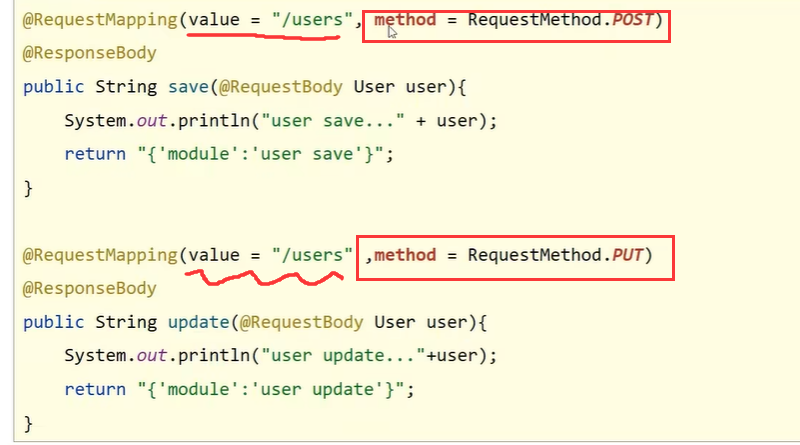 @RequestMapping(value = "/users", method = RequestMethod.POST)
@ResponseBody
public String save(@RequestBody User user){
    System.out.println("user save..." + user);
    return "{'module':'user save'}";
}

@RequestMapping(value = "/users" ,method = RequestMethod.PUT)
@ResponseBody
public String update(@RequestBody User user){
    System.out.println("user update..."+user);
    return "{'module':'user update'}";
}